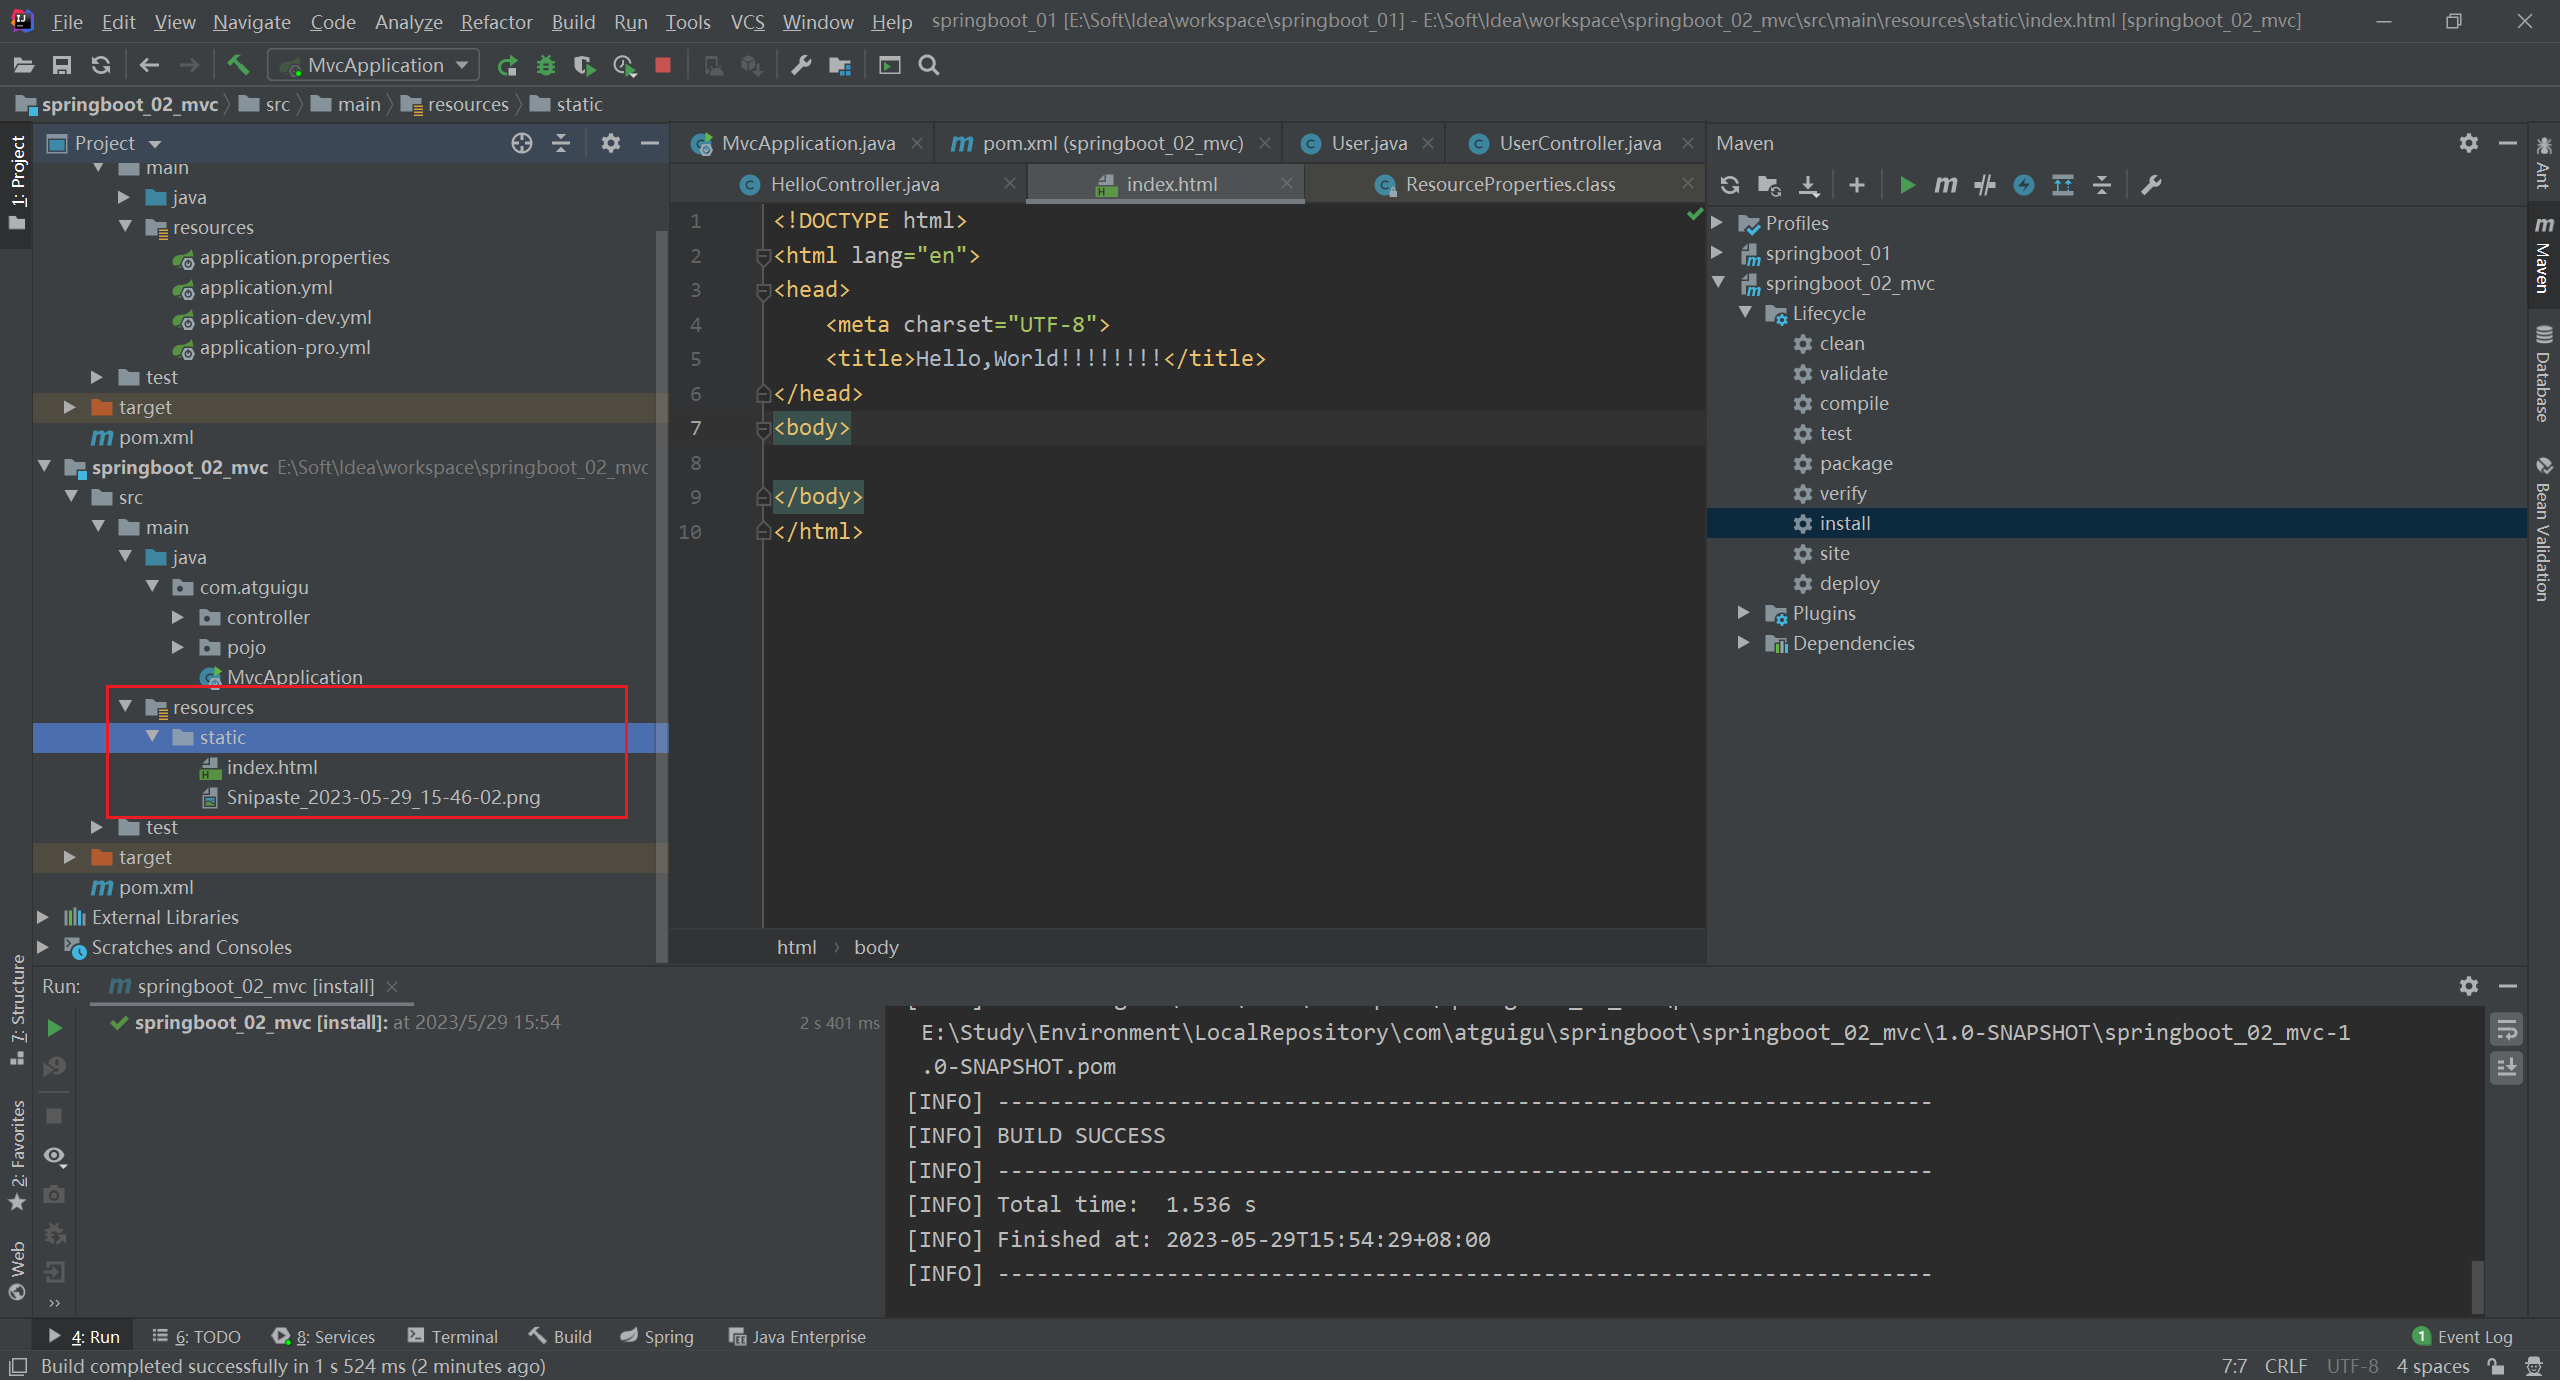 File Edit View Navigate Code Analyze Refactor Build Run Tools VCS Window Help springboot_01 [E:\Soft\Idea\workspace\springboot_01] - E:\Soft\Idea\workspace\springboot_02_mvc\src\main\resources\static\index.html [springboot_02_mvc]
MvcApplication
springboot_02_mvc src main resources static
1: Project
7: Structure
2: Favorites
Web
Project
main
java
resources
application.properties
application.yml
application-dev.yml
application-pro.yml
test
target
pom.xml
springboot_02_mvc E:\Soft\Idea\workspace\springboot_02_mvc
src
main
java
com.atguigu
controller
pojo
MvcApplication
resources
static
index.html
Snipaste_2023-05-29_15-46-02.png
test
target
pom.xml
External Libraries
Scratches and Consoles
MvcApplication.java pom.xml (springboot_02_mvc) User.java UserController.java
HelloController.java index.html ResourceProperties.class
1 <!DOCTYPE html>
2 <html lang="en">
3 <head>
4 <meta charset="UTF-8">
5 <title>Hello,World!!!!!!!!</title>
6 </head>
7 <body>
8
9 </body>
10 </html>
html › body
Maven
Profiles
springboot_01
springboot_02_mvc
Lifecycle
clean
validate
compile
test
package
verify
install
site
deploy
Plugins
Dependencies
Ant
Maven
Database
Bean Validation
Run: springboot_02_mvc [install]
springboot_02_mvc [install]: at 2023/5/29 15:54 2 s 401 ms
E:\Study\Environment\LocalRepository\com\atguigu\springboot\springboot_02_mvc\1.0-SNAPSHOT\springboot_02_mvc-1
.0-SNAPSHOT.pom
[INFO] ------------------------------------------------------------------------
[INFO] BUILD SUCCESS
[INFO] ------------------------------------------------------------------------
[INFO] Total time:  1.536 s
[INFO] Finished at: 2023-05-29T15:54:29+08:00
[INFO] ------------------------------------------------------------------------
4: Run 6: TODO 8: Services Terminal Build Spring Java Enterprise 1 Event Log
Build completed successfully in 1 s 524 ms (2 minutes ago) 7:7 CRLF UTF-8 4 spaces